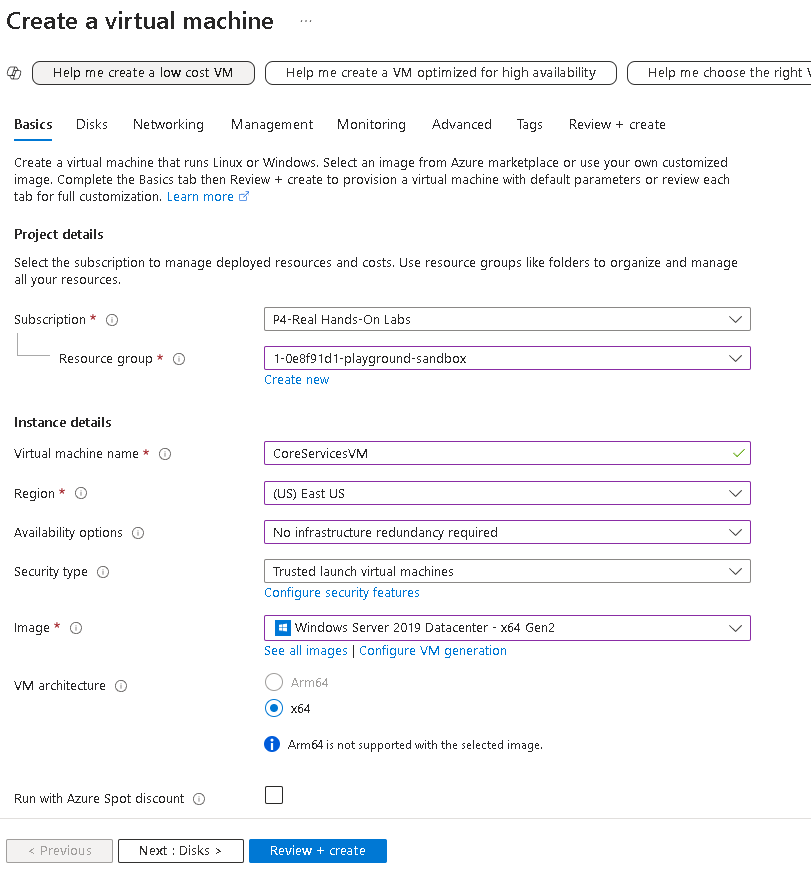 Create a virtual machine ...
Help me create a low cost VM
Help me create a VM optimized for high availability
Help me choose the right
Basics Disks Networking Management Monitoring Advanced Tags Review + create
Create a virtual machine that runs Linux or Windows. Select an image from Azure marketplace or use your own customized
image. Complete the Basics tab then Review + create to provision a virtual machine with default parameters or review each
tab for full customization. Learn more
Project details
Select the subscription to manage deployed resources and costs. Use resource groups like folders to organize and manage
all your resources.
Subscription *
P4-Real Hands-On Labs
Resource group *
1-0e8f91d1-playground-sandbox
Create new
Instance details
Virtual machine name *
CoreServicesVM
Region *
(US) East US
Availability options
No infrastructure redundancy required
Security type
Trusted launch virtual machines
Configure security features
Image *
Windows Server 2019 Datacenter - x64 Gen2
See all images | Configure VM generation
VM architecture
Arm64
x64
Arm64 is not supported with the selected image.
Run with Azure Spot discount
< Previous
Next : Disks >
Review + create